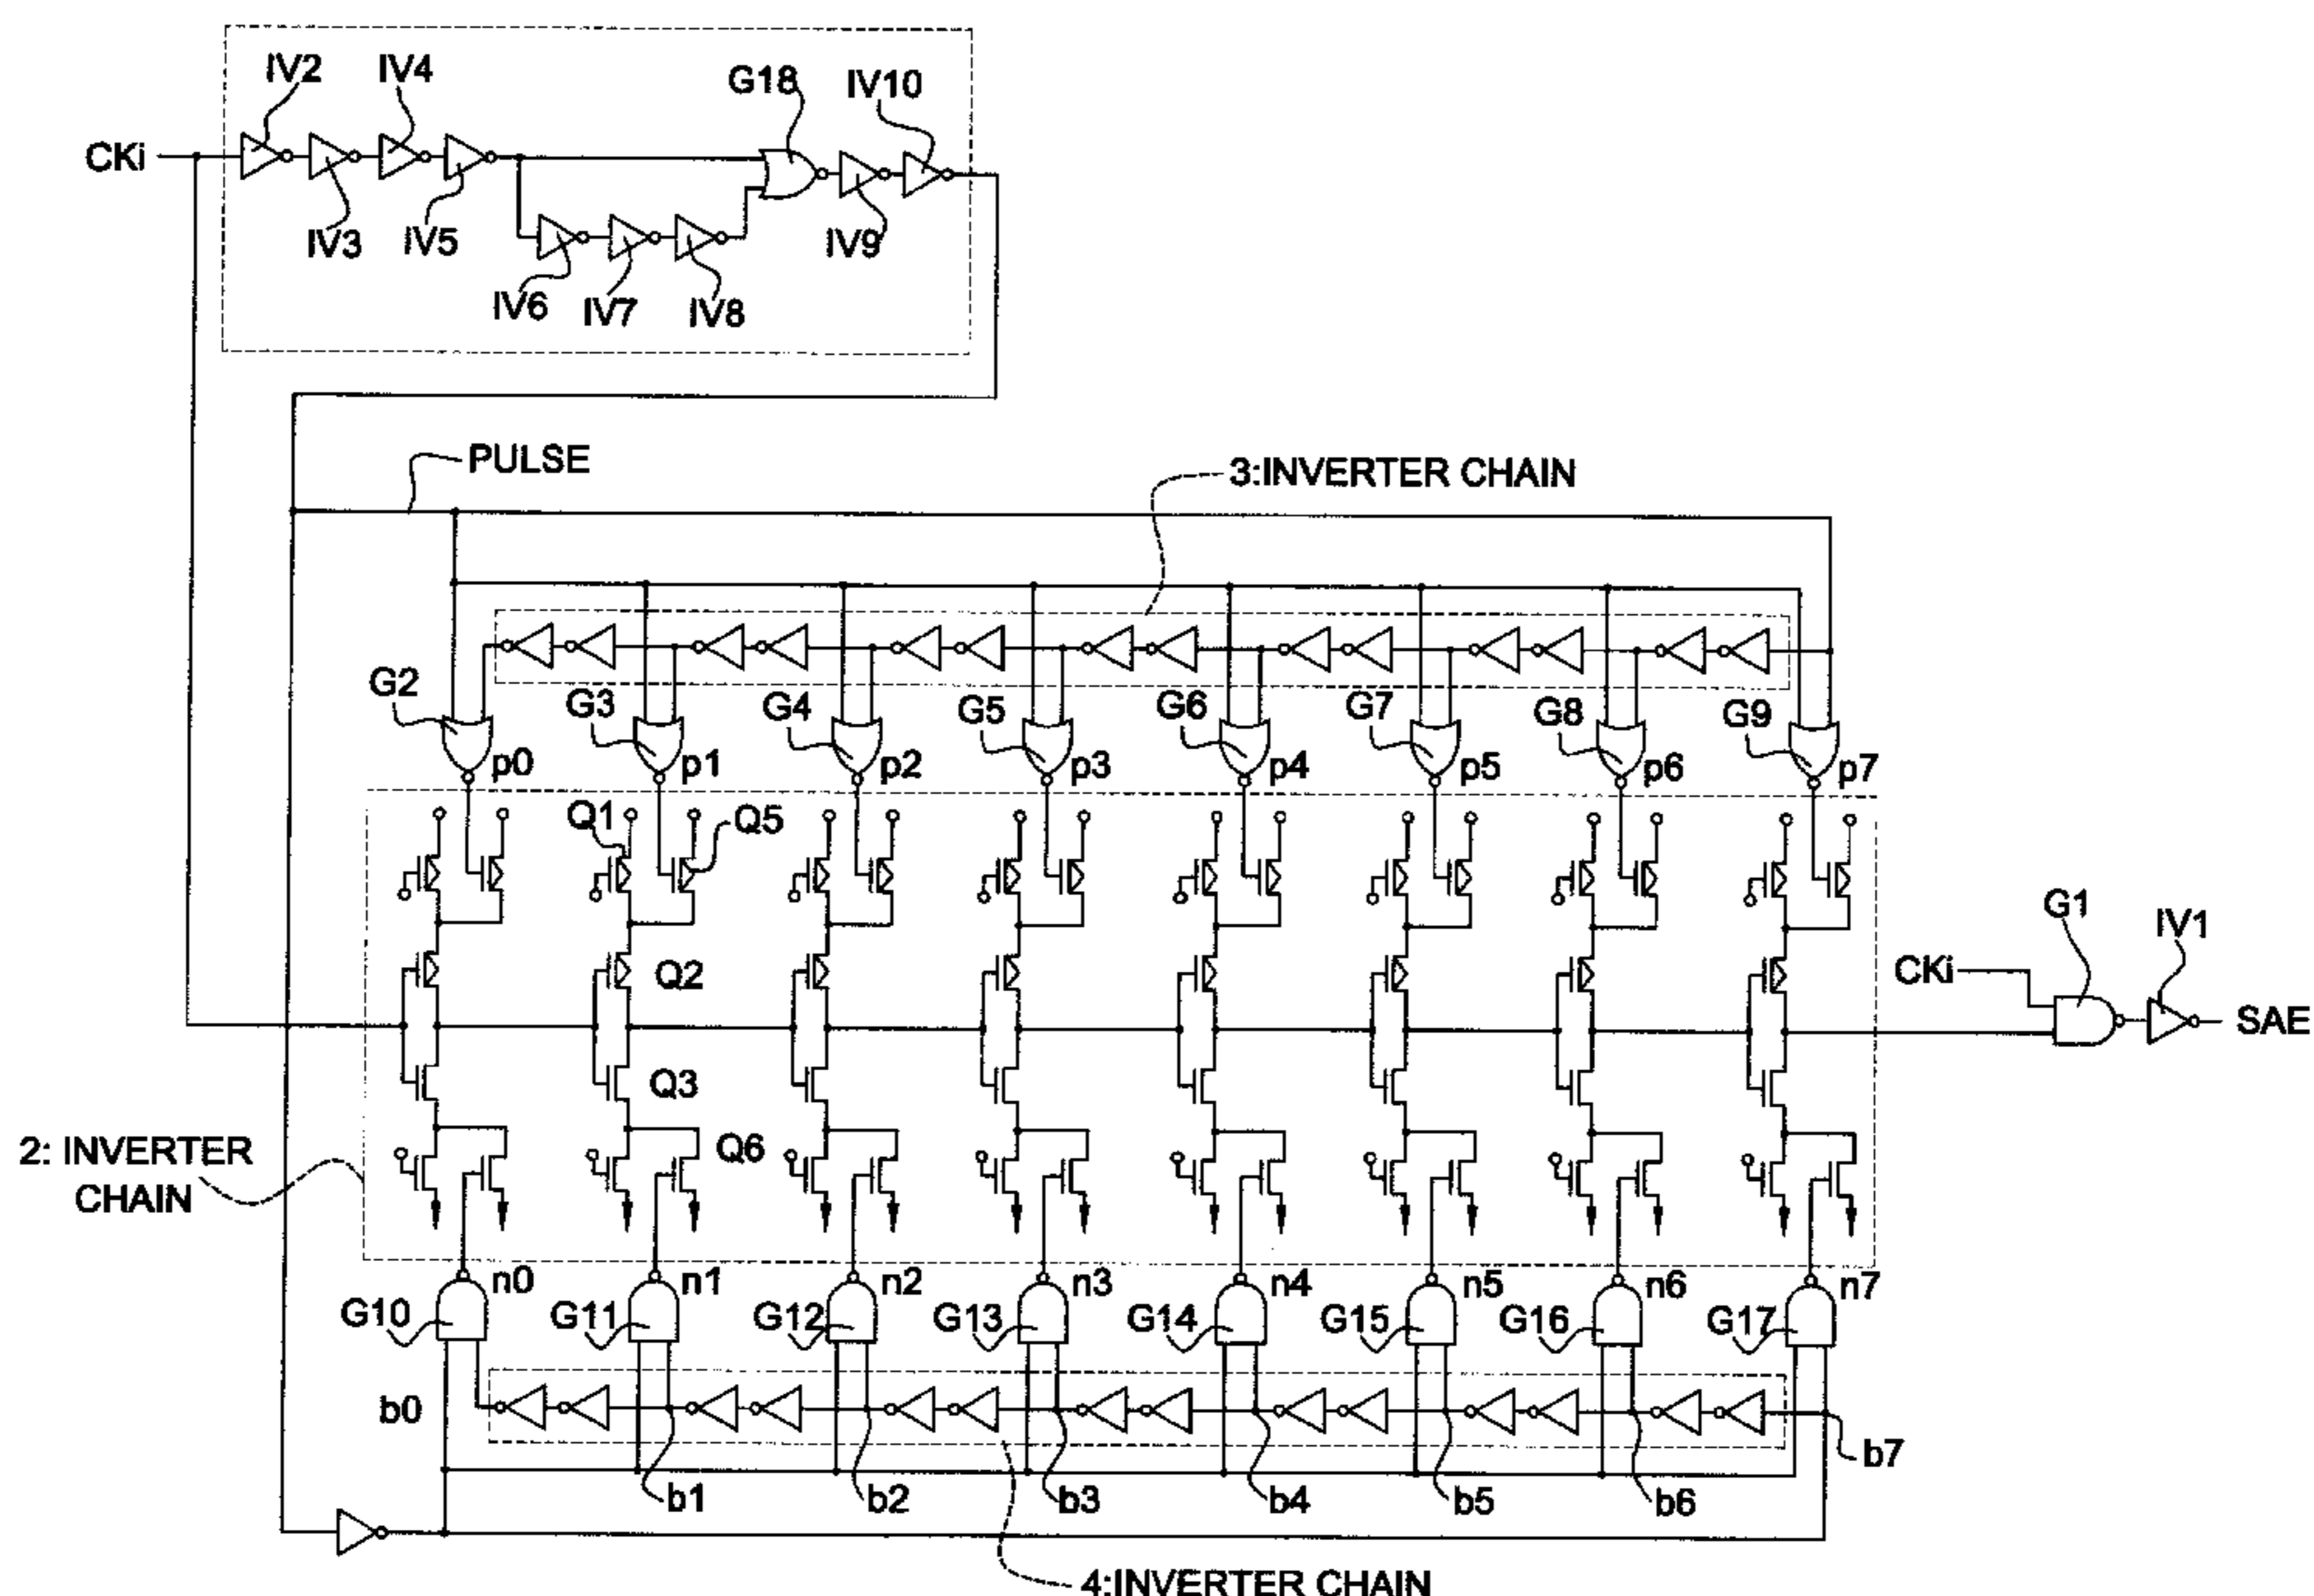 IV2 IV4 G18 IV10
CKi
IV3 IV5 IV9
IV6 IV7 IV8
PULSE
3:INVERTER CHAIN
G2 G3 G4 G5 G6 G7 G8 G9
p0 p1 p2 p3 p4 p5 p6 p7
Q1 Q5
G1 IV1
Q2 CKi
SAE
Q3
2: INVERTER
CHAIN
Q6
n0 n1 n2 n3 n4 n5 n6 n7
G10 G11 G12 G13 G14 G15 G16 G17
b0
b7
b1 b2 b3 b4 b5 b6
4:INVERTER CHAIN